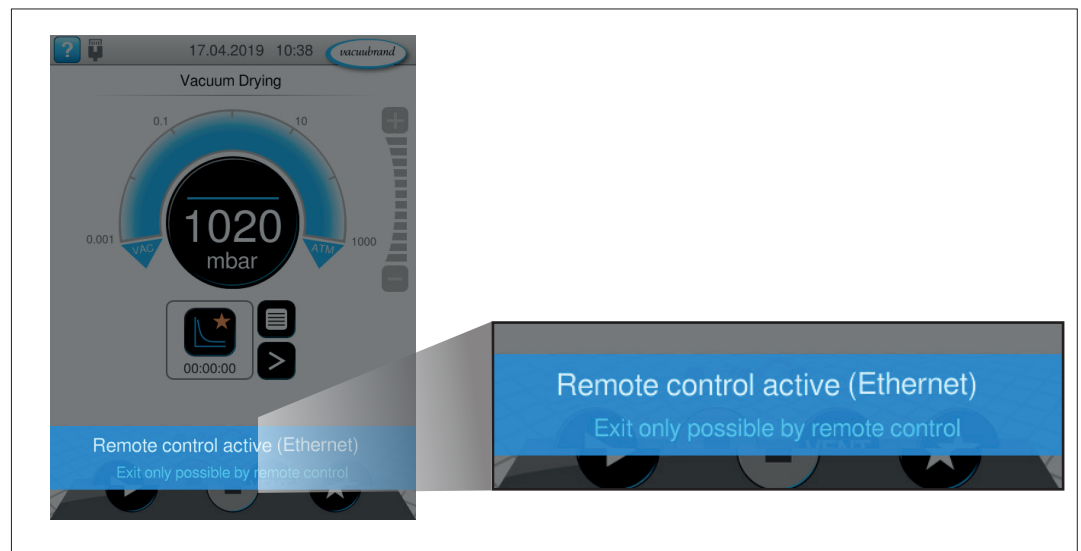 ?
17.04.2019 10:38
vacuubrand
Vacuum Drying
0.1
10
0.001
1000
VAC
ATM
1020
mbar
00:00:00
Remote control active (Ethernet)
Exit only possible by remote control
Remote control active (Ethernet)
Exit only possible by remote control
VENT